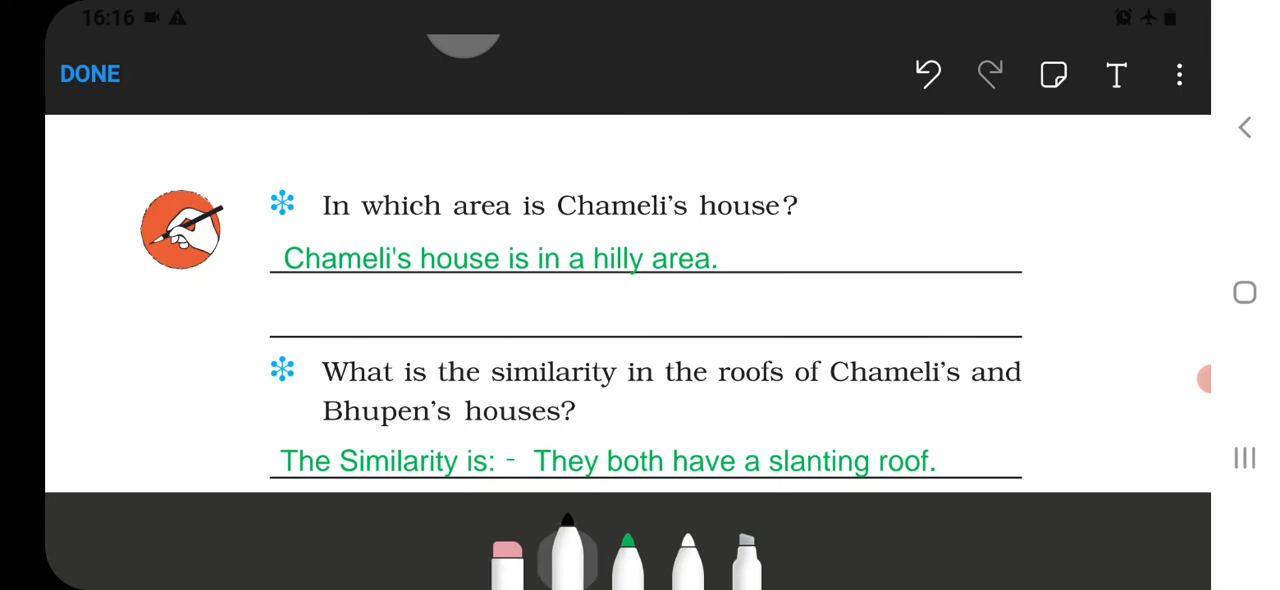 16:16
DONE
T
In which area is Chameli's house?
Chameli's house is in a hilly area.
What is the similarity in the roofs of Chameli's and
Bhupen's houses?
The Similarity is: - They both have a slanting roof.